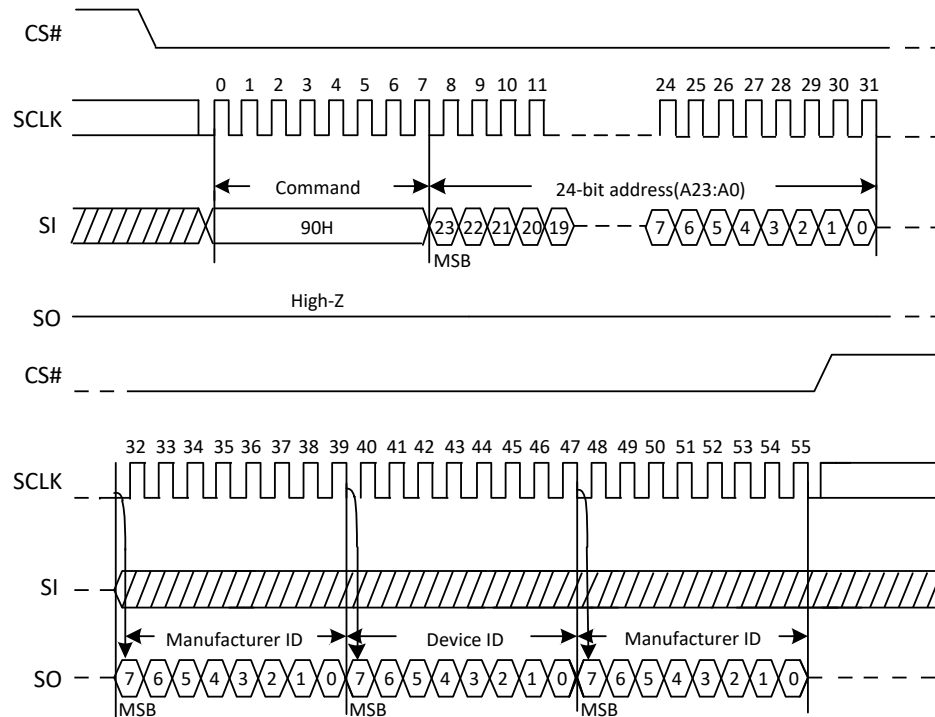 CS#
0 1 2 3 4 5 6 7 8 9 10 11 24 25 26 27 28 29 30 31
SCLK
Command 24-bit address(A23:A0)
SI 90H 23 22 21 20 19 7 6 5 4 3 2 1 0
MSB
High-Z
SO
CS#
32 33 34 35 36 37 38 39 40 41 42 43 44 45 46 47 48 49 50 51 52 53 54 55
SCLK
SI
Manufacturer ID Device ID Manufacturer ID
SO 7 6 5 4 3 2 1 0 7 6 5 4 3 2 1 0 7 6 5 4 3 2 1 0
MSB MSB MSB